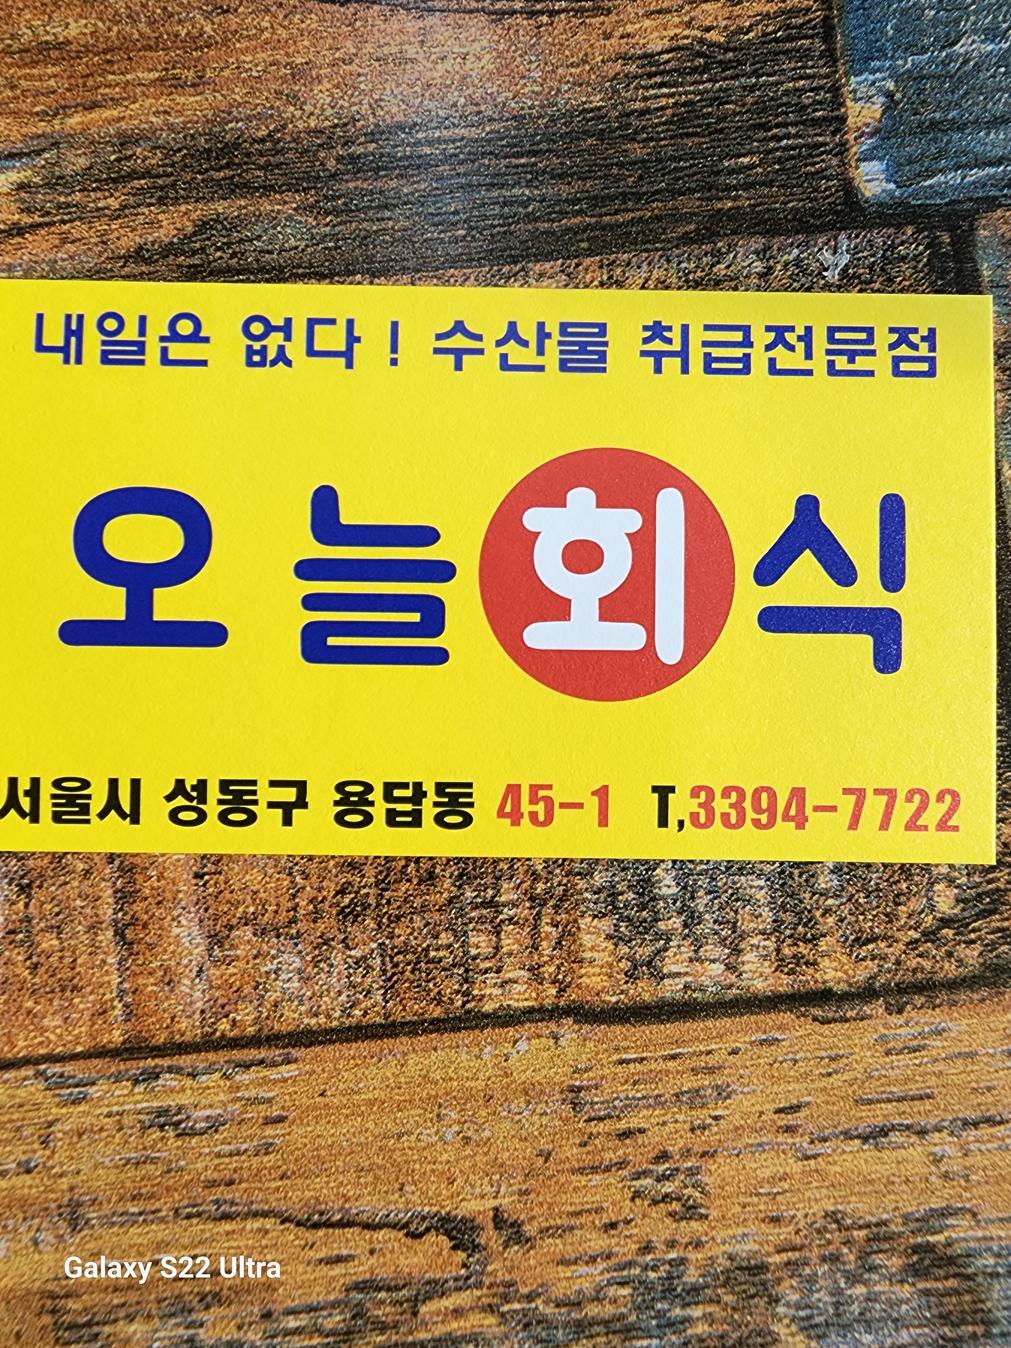 내일은 없다 ! 수산물 취급전문점
오늘회식
서울시 성동구 용답동 45-1 T,3394-7722
Galaxy S22 Ultra